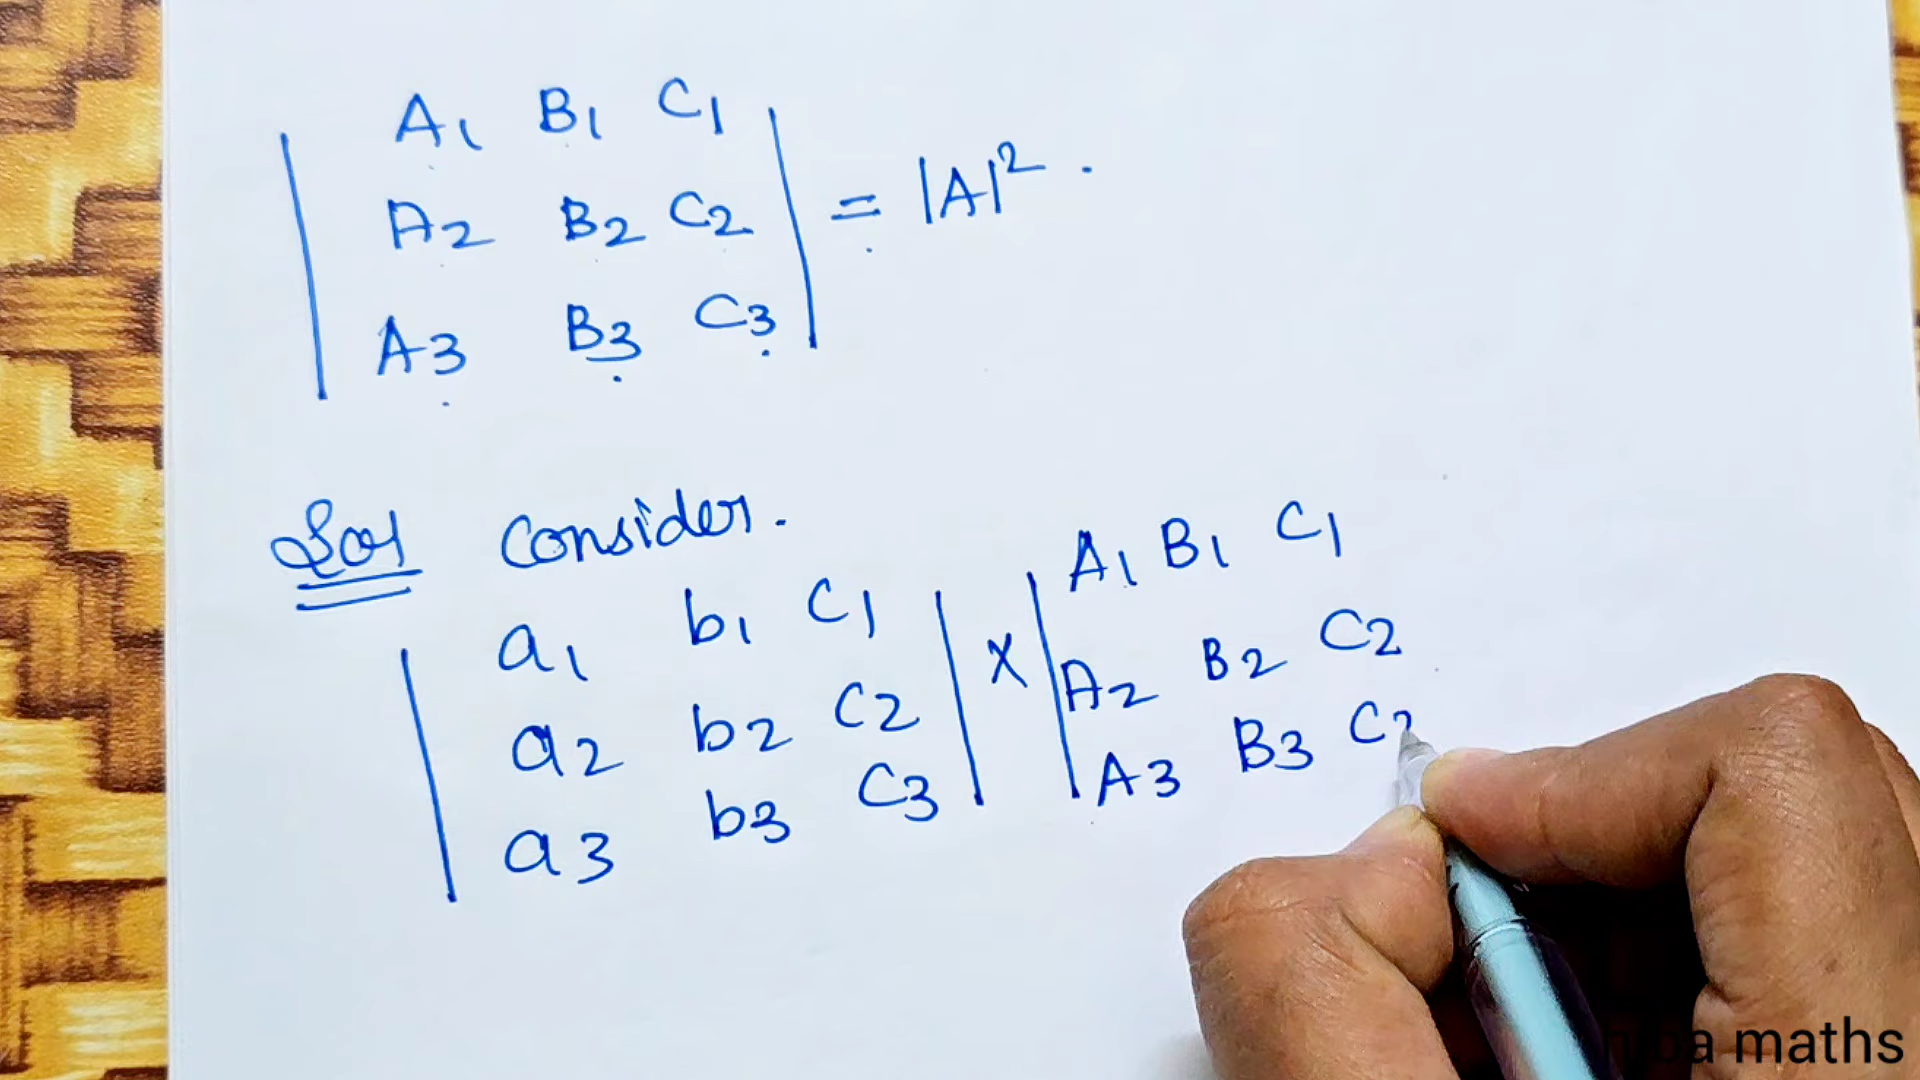 A1 B1 C1
A2 B2 C2 = |A|².
A3 B3 C3
Sol Consider.
a1 b1 C1 A1 B1 C1
a2 b2 C2 X A2 B2 C2
a3 b3 C3 A3 B3 C3
maths